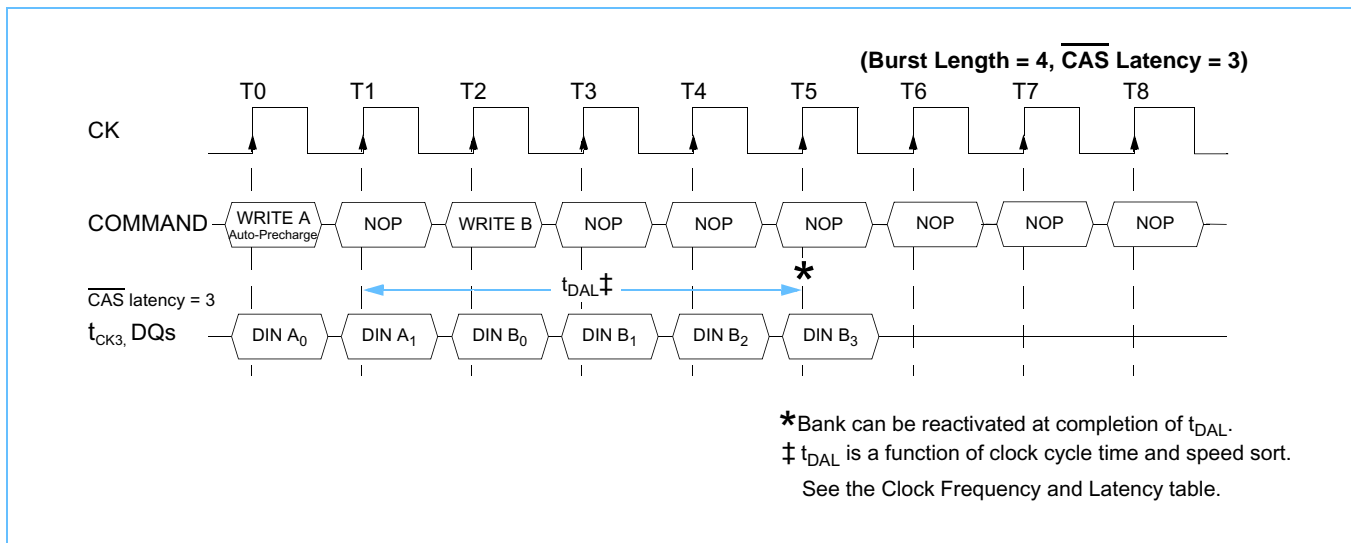 (Burst Length = 4, CAS Latency = 3)
T0 T1 T2 T3 T4 T5 T6 T7 T8
CK
COMMAND WRITE A NOP WRITE B NOP NOP NOP NOP NOP NOP
Auto-Precharge
*
tDAL‡
CAS latency = 3
tCK3, DQs DIN A0 DIN A1 DIN B0 DIN B1 DIN B2 DIN B3
*Bank can be reactivated at completion of tDAL.
‡ tDAL is a function of clock cycle time and speed sort.
See the Clock Frequency and Latency table.